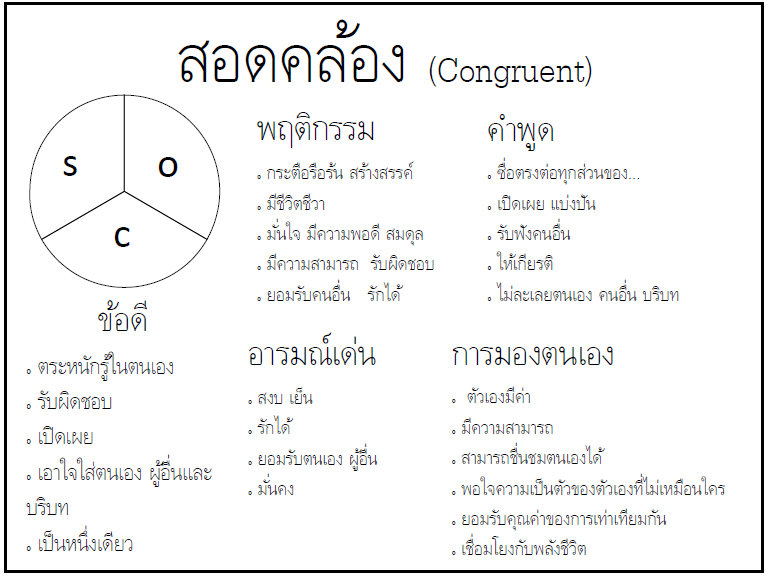 สอดคล้อง (Congruent)
S
O
C
พฤติกรรม
• กระตือรือร้น สร้างสรรค์
• มีชีวิตชีวา
• มั่นใจ มีความพอดี สมดุล
• มีความสามารถ รับผิดชอบ
• ยอมรับคนอื่น รักได้
คำพูด
• ซื่อตรงต่อทุกส่วนของ...
• เปิดเผย แบ่งปัน
• รับฟังคนอื่น
• ให้เกียรติ
• ไม่ละเลยตนเอง คนอื่น บริบท
ข้อดี
• ตระหนักรู้ในตนเอง
• รับผิดชอบ
• เปิดเผย
• เอาใจใส่ตนเอง ผู้อื่นและ
บริบท
• เป็นหนึ่งเดียว
อารมณ์เด่น
• สงบ เย็น
• รักได้
• ยอมรับตนเอง ผู้อื่น
• มั่นคง
การมองตนเอง
• ตัวเองมีค่า
• มีความสามารถ
• สามารถชื่นชมตนเองได้
• พอใจความเป็นตัวของตัวเองที่ไม่เหมือนใคร
• ยอมรับคุณค่าของการเท่าเทียมกัน
• เชื่อมโยงกับพลังชีวิต